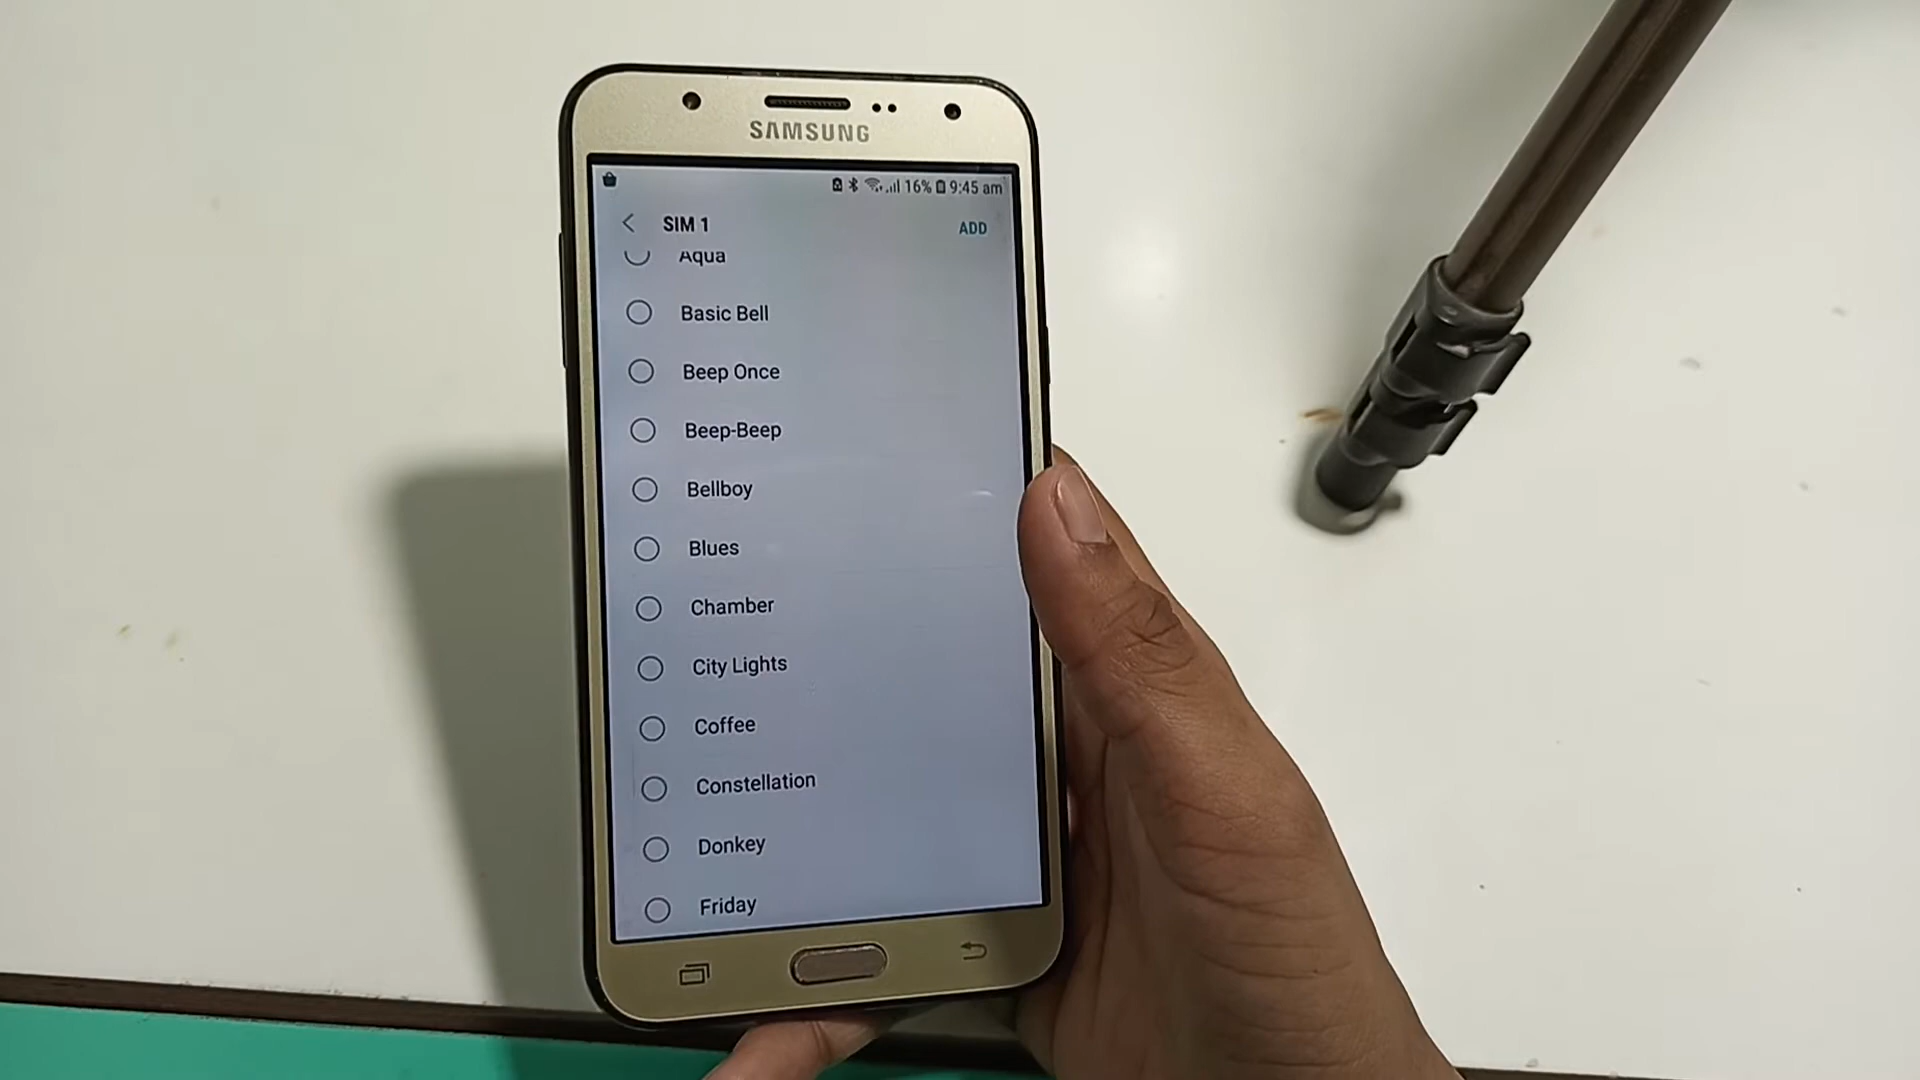 SAMSUNG
16% 9:45 am
SIM 1 ADD
Aqua
Basic Bell
Beep Once
Beep-Beep
Bellboy
Blues
Chamber
City Lights
Coffee
Constellation
Donkey
Friday